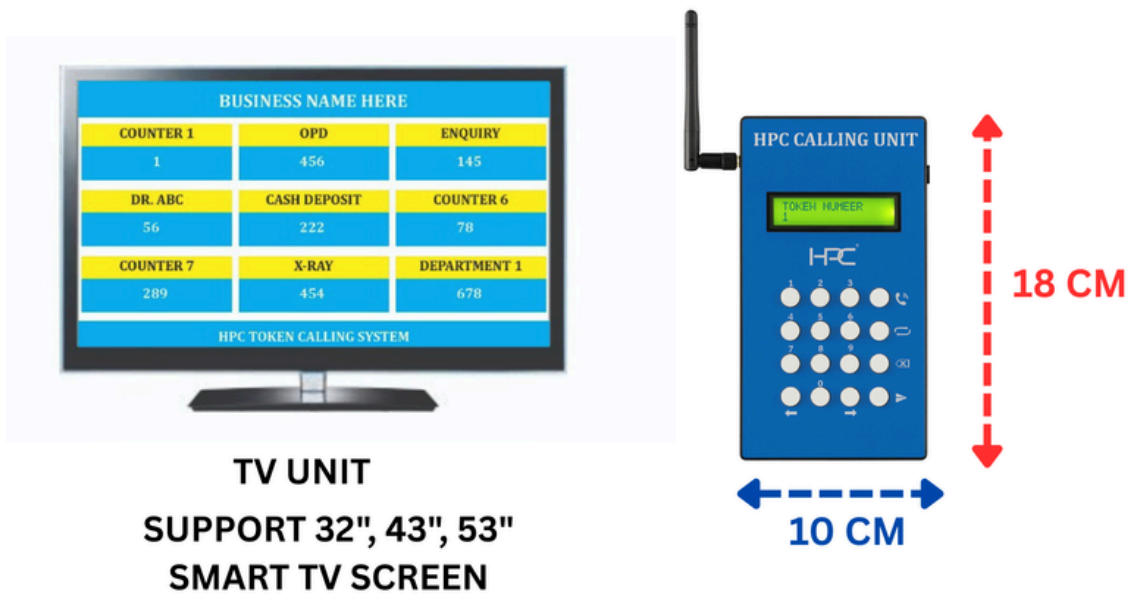 BUSINESS NAME HERE
COUNTER 1 OPD ENQUIRY
1 456 145
DR. ABC CASH DEPOSIT COUNTER 6
56 222 78
COUNTER 7 X-RAY DEPARTMENT 1
289 454 678
HPC TOKEN CALLING SYSTEM
TV UNIT
SUPPORT 32", 43", 53"
SMART TV SCREEN
HPC CALLING UNIT
TOKEN NUMEER
1
HPC
1 2 3
4 5 6
7 8 9
0
18 CM
10 CM